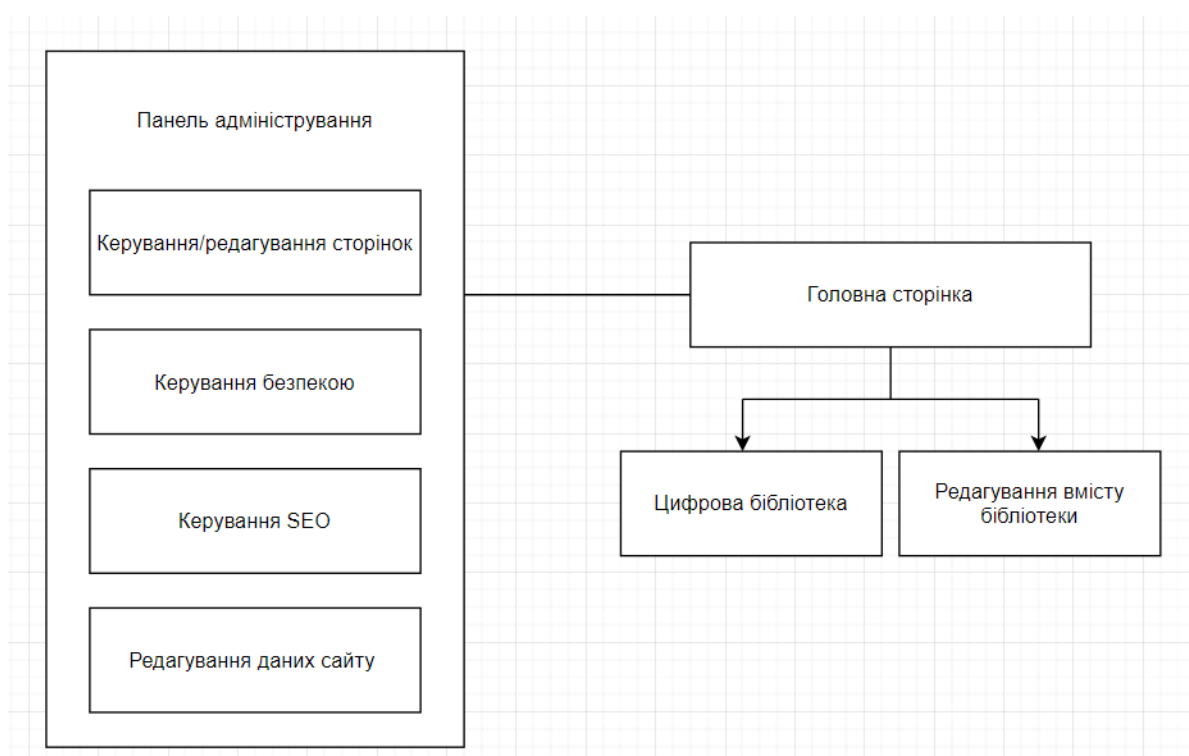 Панель адміністрування
Керування/редагування сторінок
Керування безпекою
Керування SEO
Редагування даних сайту
Головна сторінка
Цифрова бібліотека
Редагування вмісту
бібліотеки